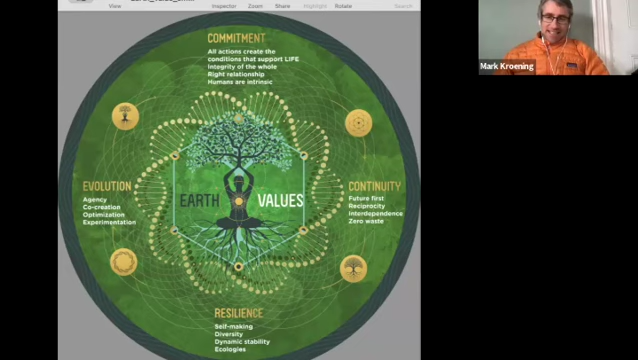 View Inspector Zoom Share Highlight Rotate Search
Mark Kroening
COMMITMENT
All actions create the
conditions that support LIFE
Integrity of the whole
Right relationship
Humans are intrinsic
EVOLUTION
Agency
Co-creation
Optimization
Experimentation
EARTH VALUES
CONTINUITY
Future first
Reciprocity
Interdependence
Zero waste
RESILIENCE
Self-making
Diversity
Dynamic stability
Ecologies